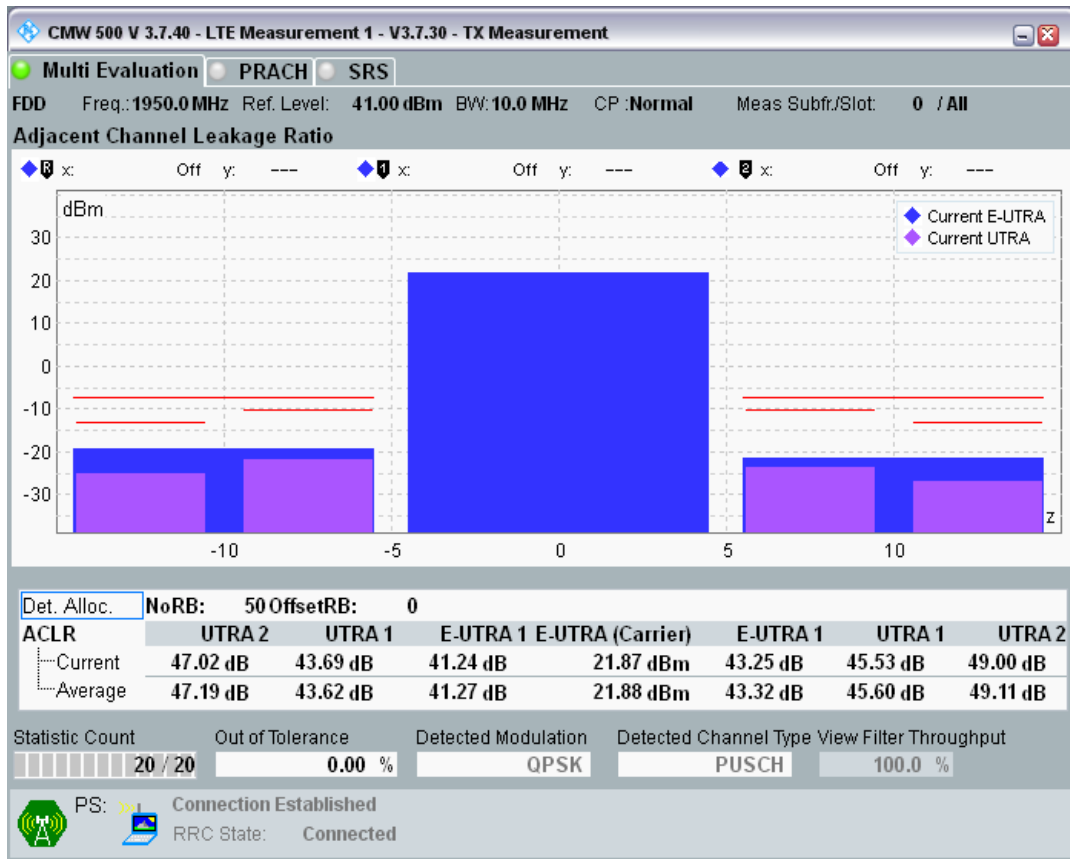 CMW 500 V 3.7.40 - LTE Measurement 1 - V3.7.30 - TX Measurement
Multi Evaluation PRACH SRS
FDD Freq.: 1950.0 MHz Ref. Level: 41.00 dBm BW: 10.0 MHz CP :Normal Meas Subfr./Slot: 0 / All
Adjacent Channel Leakage Ratio
R x: Off y: --- 1 x: Off y: --- 2 x: Off y: ---
dBm
Current E-UTRA
Current UTRA
30
20
10
0
-10
-20
-30
z
-10 -5 0 5 10
Det. Alloc. NoRB: 50 OffsetRB: 0
ACLR UTRA 2 UTRA 1 E-UTRA 1 E-UTRA (Carrier) E-UTRA 1 UTRA 1 UTRA 2
Current 47.02 dB 43.69 dB 41.24 dB 21.87 dBm 43.25 dB 45.53 dB 49.00 dB
Average 47.19 dB 43.62 dB 41.27 dB 21.88 dBm 43.32 dB 45.60 dB 49.11 dB
Statistic Count Out of Tolerance Detected Modulation Detected Channel Type View Filter Throughput
20 / 20 0.00 % QPSK PUSCH 100.0 %
PS: Connection Established
RRC State: Connected